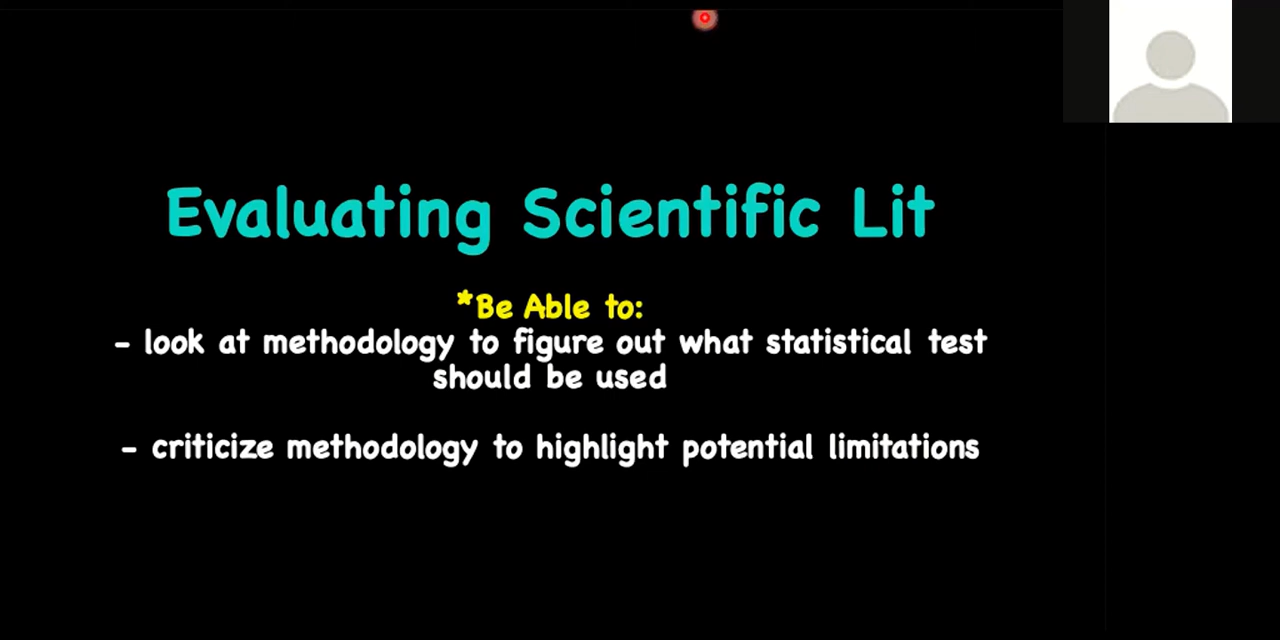 Evaluating Scientific Lit
*Be Able to:
- look at methodology to figure out what statistical test
should be used
- criticize methodology to highlight potential limitations